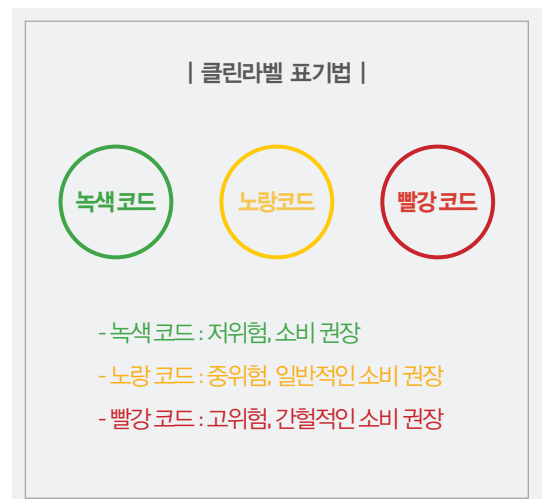 | 클린라벨 표기법 |
녹색 코드
노랑코드
빨강 코드
- 녹색 코드 : 저위험, 소비 권장
- 노랑 코드 : 중위험, 일반적인 소비 권장
- 빨강 코드 : 고위험, 간헐적인 소비 권장